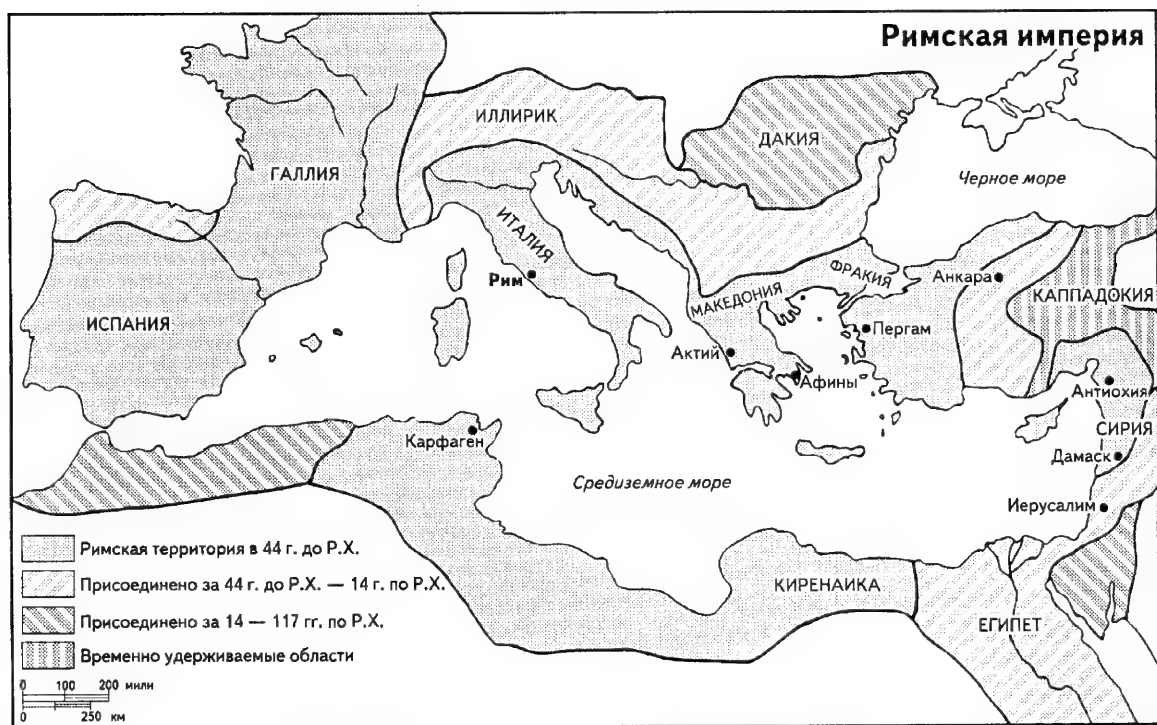 Римская империя
ИЛЛИРИК
ДАКИЯ
ГАЛЛИЯ
Черное море
ИТАЛИЯ
Рим
ФРАКИЯ
Анкара
МАКЕДОНИЯ
КАППАДОКИЯ
ИСПАНИЯ
Пергам
Актий
Афины
Антиохия
СИРИЯ
Карфаген
Дамаск
Средиземное море
Иерусалим
Римская территория в 44 г. до Р.Х.
Присоединено за 44 г. до Р.Х. — 14 г. по Р.Х.
КИРЕНАИКА
Присоединено за 14 — 117 гг. по Р.Х.
ЕГИПЕТ
Временно удерживаемые области
0 100 200 мили
0 250 км